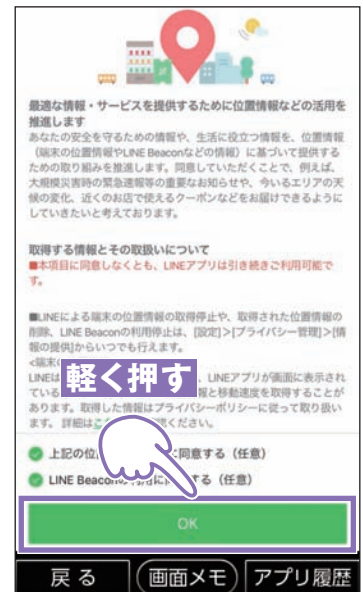 最適な情報・サービスを提供するために位置情報などの活用を
推進します
あなたの安全を守るための情報や、生活に役立つ情報を、位置情報
（端末の位置情報やLINE Beaconなどの情報）に基づいて提供する
ための取り組みを推進します。同意していただくことで、例えば、
大規模災害時の緊急速報等の重要なお知らせや、今いるエリアの天
候の変化、近くのお店で使えるクーポンなどをお届けできるように
していきたいと考えております。
取得する情報とその取扱いについて
■本項目に同意しなくとも、LINEアプリは引き続きご利用可能で
す。
■LINEによる端末の位置情報の取得停止や、取得された位置情報の
削除、LINE Beaconの利用停止は、[設定]>[プライバシー管理]>[情
報の提供]からいつでも行えます。
<端末
LINEは 、LINEアプリが画面に表示され
ている 報と移動速度を取得することが
あります。取得した情報はプライバシーポリシーに従って取り扱い
ます。 詳細はこ ください。
軽く押す
上記の位 に同意する（任意）
LINE Beacon 利用に する（任意）
OK
戻る
画面メモ
アプリ履歴